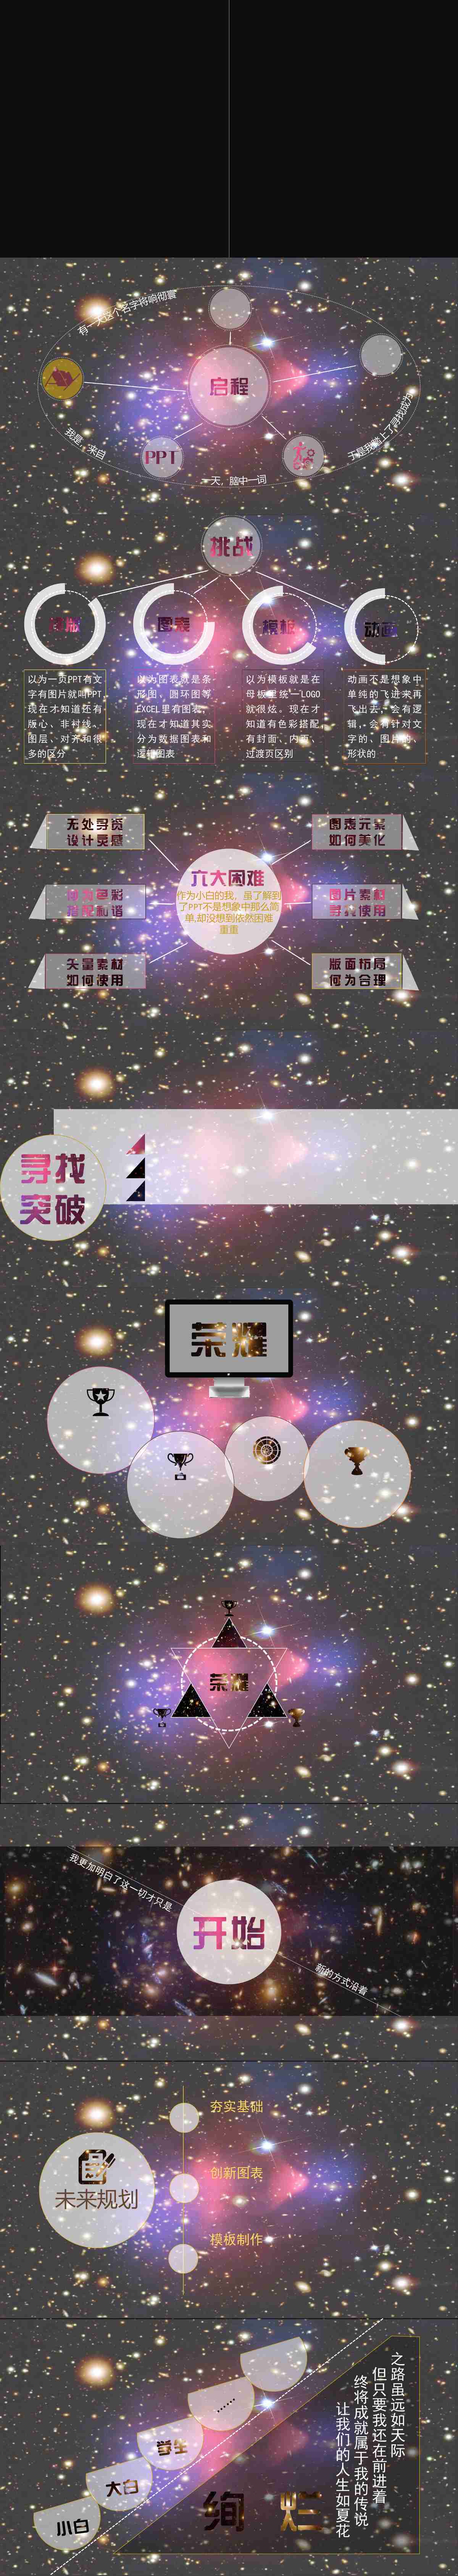 有一天这个名字将响彻寰
启程
我是，来自
PPT
一天，脑中一词
于是我踏上了寻找成为
挑战
排版
图表
模板
动画
以为一页PPT有文
字有图片就叫PPT
现在才知道还有
版心、非衬线、
图层、对齐和很
多的区分
以为图表就是条
形图、圆环图等
EXCEL里有图表、
现在才知道其实
分为数据图表和
逻辑图表
以为模板就是在
母板里统一LOGO
就很炫、现在才
知道有色彩搭配
有封面、内页、
过渡页区别
动画不是想象中
单纯的飞进来再
飞出去、会有逻
辑、会有针对文
字的、图片的、
形状的
无处寻觅
设计灵感
图表元素
如何美化
六大困难
作为小白的我、虽了解到
了PPT不是想象中那么简
单,却没想到依然困难
重重
色彩
搭配和谐
图片素材
寻找使用
矢量素材
如何使用
版面布局
何为合理
寻找
突破
荣耀
荣耀
我更加明白了这一切才只是
开始
新的方式沿着
夯实基础
创新图表
未来规划
模板制作
之路虽远如天际
但只要我还在前进着
终将成就属于我的传说
让我们的人生如夏花
······
学生
大白
小白
绚 烂